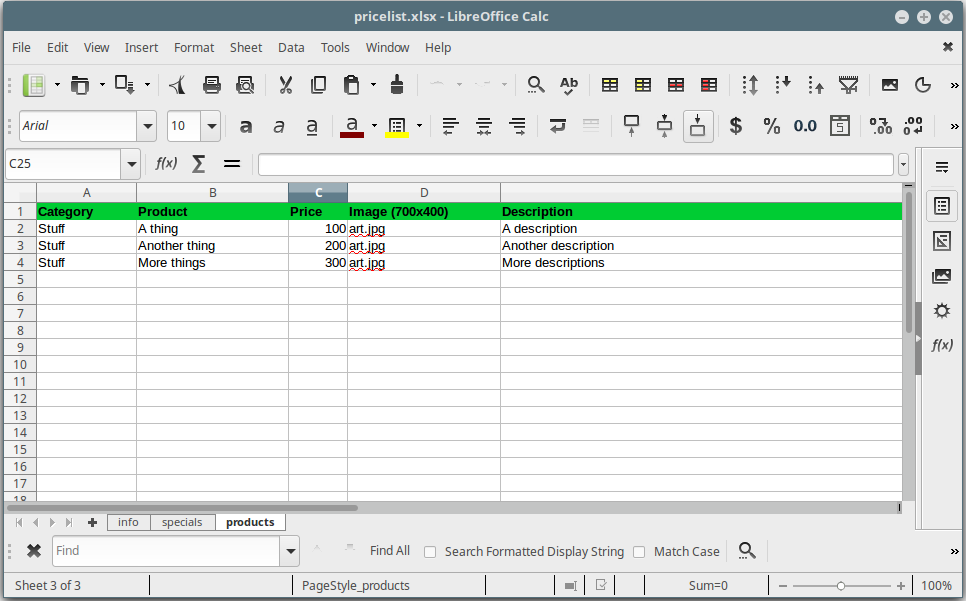 pricelist.xlsx - LibreOffice Calc
File Edit View Insert Format Sheet Data Tools Window Help
Ab
Arial 10 a a a a $ % 0.0
C25 f(x) Σ =
A B C D
1 Category Product Price Image (700x400) Description
2 Stuff A thing 100 art.jpg A description
3 Stuff Another thing 200 art.jpg Another description
4 Stuff More things 300 art.jpg More descriptions
5
6
7
8
9
10
11
12
13
14
15
16
17
18
f(x)
info specials products
Find Find All Search Formatted Display String Match Case
Sheet 3 of 3 PageStyle_products Sum=0 100%